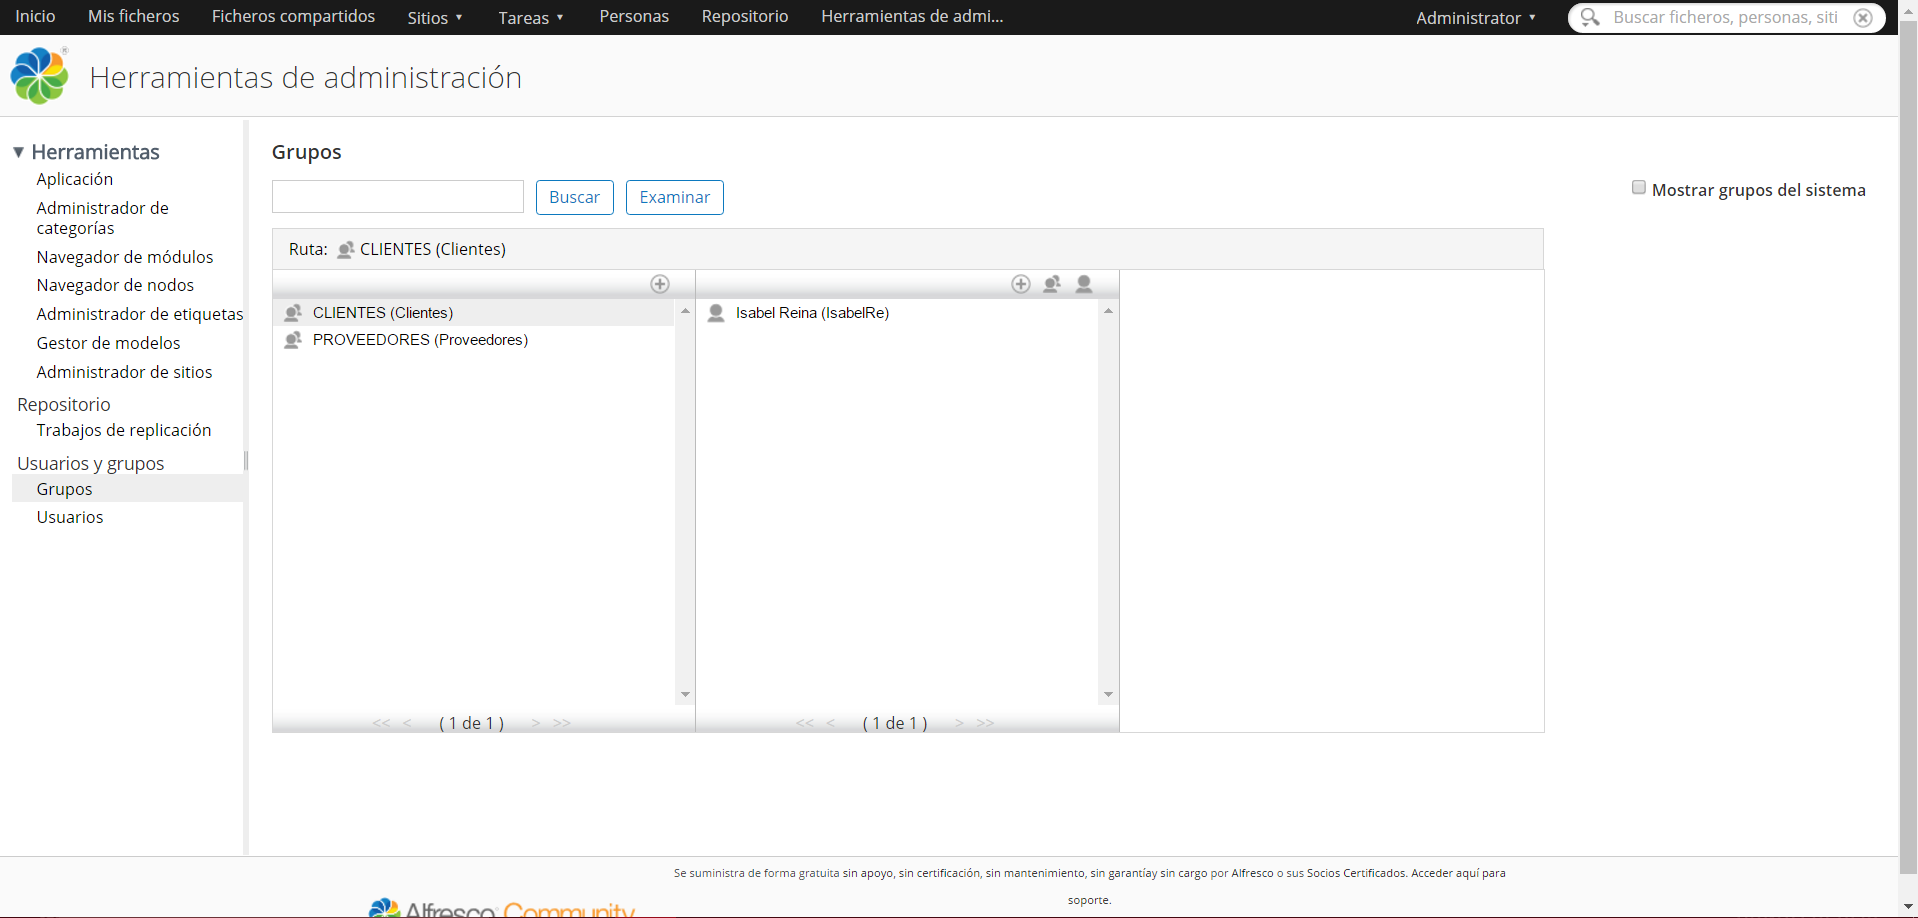 Inicio Mis ficheros Ficheros compartidos Sitios Tareas Personas Repositorio Herramientas de admi... Administrator Buscar ficheros, personas, siti
Herramientas de administración
Herramientas
Aplicación
Administrador de
categorías
Navegador de módulos
Navegador de nodos
Administrador de etiquetas
Gestor de modelos
Administrador de sitios
Repositorio
Trabajos de replicación
Usuarios y grupos
Grupos
Usuarios
Grupos
Buscar Examinar
Mostrar grupos del sistema
Ruta: CLIENTES (Clientes)
CLIENTES (Clientes)
PROVEEDORES (Proveedores)
<< < ( 1 de 1 ) > >>
Isabel Reina (IsabelRe)
<< < ( 1 de 1 ) > >>
Se suministra de forma gratuita sin apoyo, sin certificación, sin mantenimiento, sin garantíay sin cargo por Alfresco o sus Socios Certificados. Acceder aquí para
soporte.
Alfresco Community